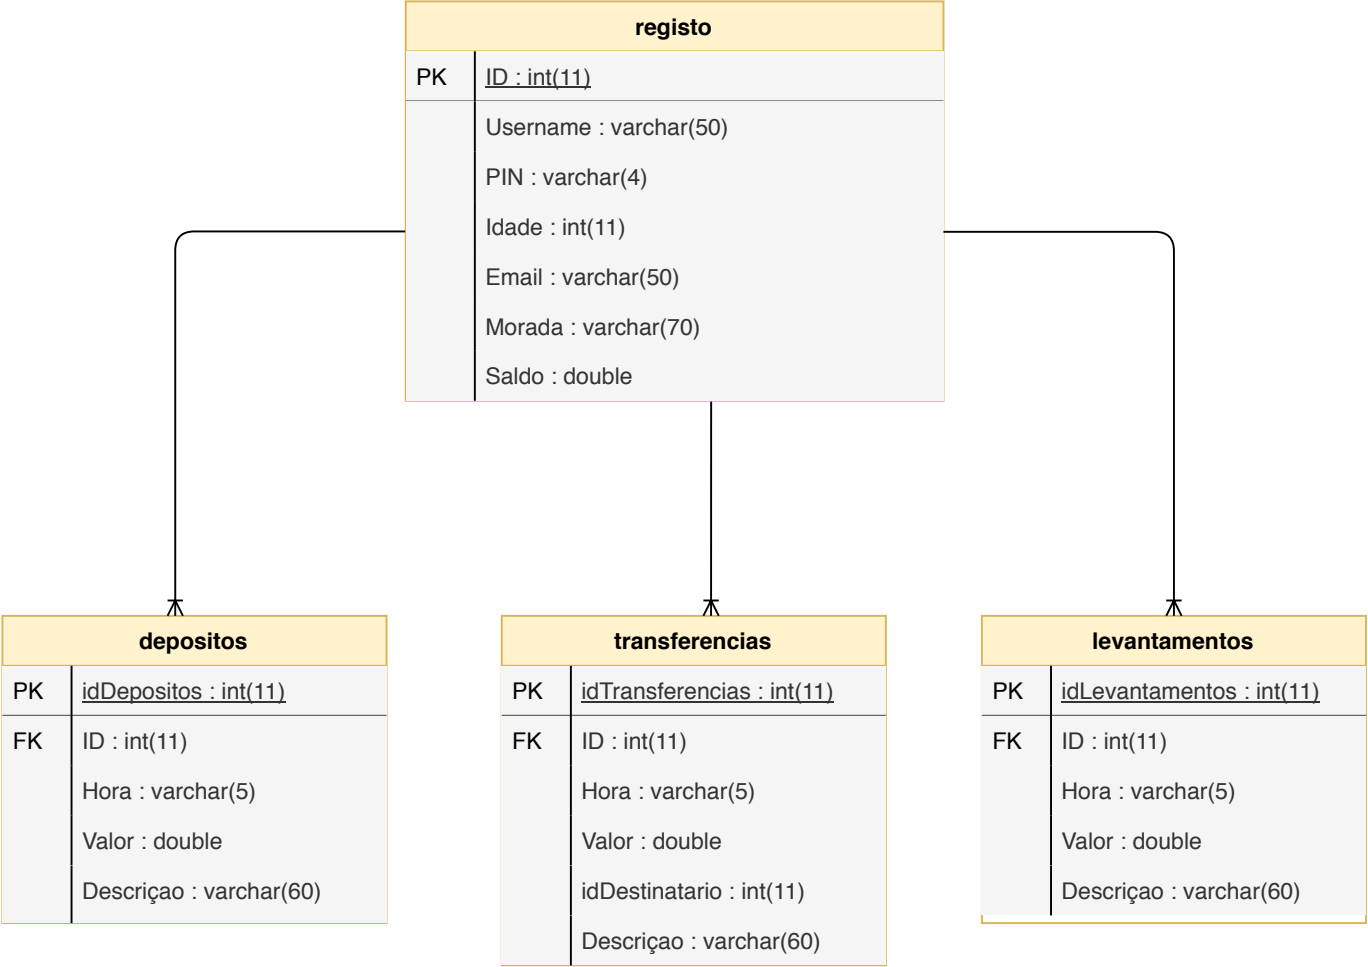 registo
PK ID : int(11)
Username : varchar(50)
PIN : varchar(4)
Idade : int(11)
Email : varchar(50)
Morada : varchar(70)
Saldo : double
depositos
PK idDepositos : int(11)
FK ID : int(11)
Hora : varchar(5)
Valor : double
Descriçao : varchar(60)
transferencias
PK idTransferencias : int(11)
FK ID : int(11)
Hora : varchar(5)
Valor : double
idDestinatario : int(11)
Descriçao : varchar(60)
levantamentos
PK idLevantamentos : int(11)
FK ID : int(11)
Hora : varchar(5)
Valor : double
Descriçao : varchar(60)